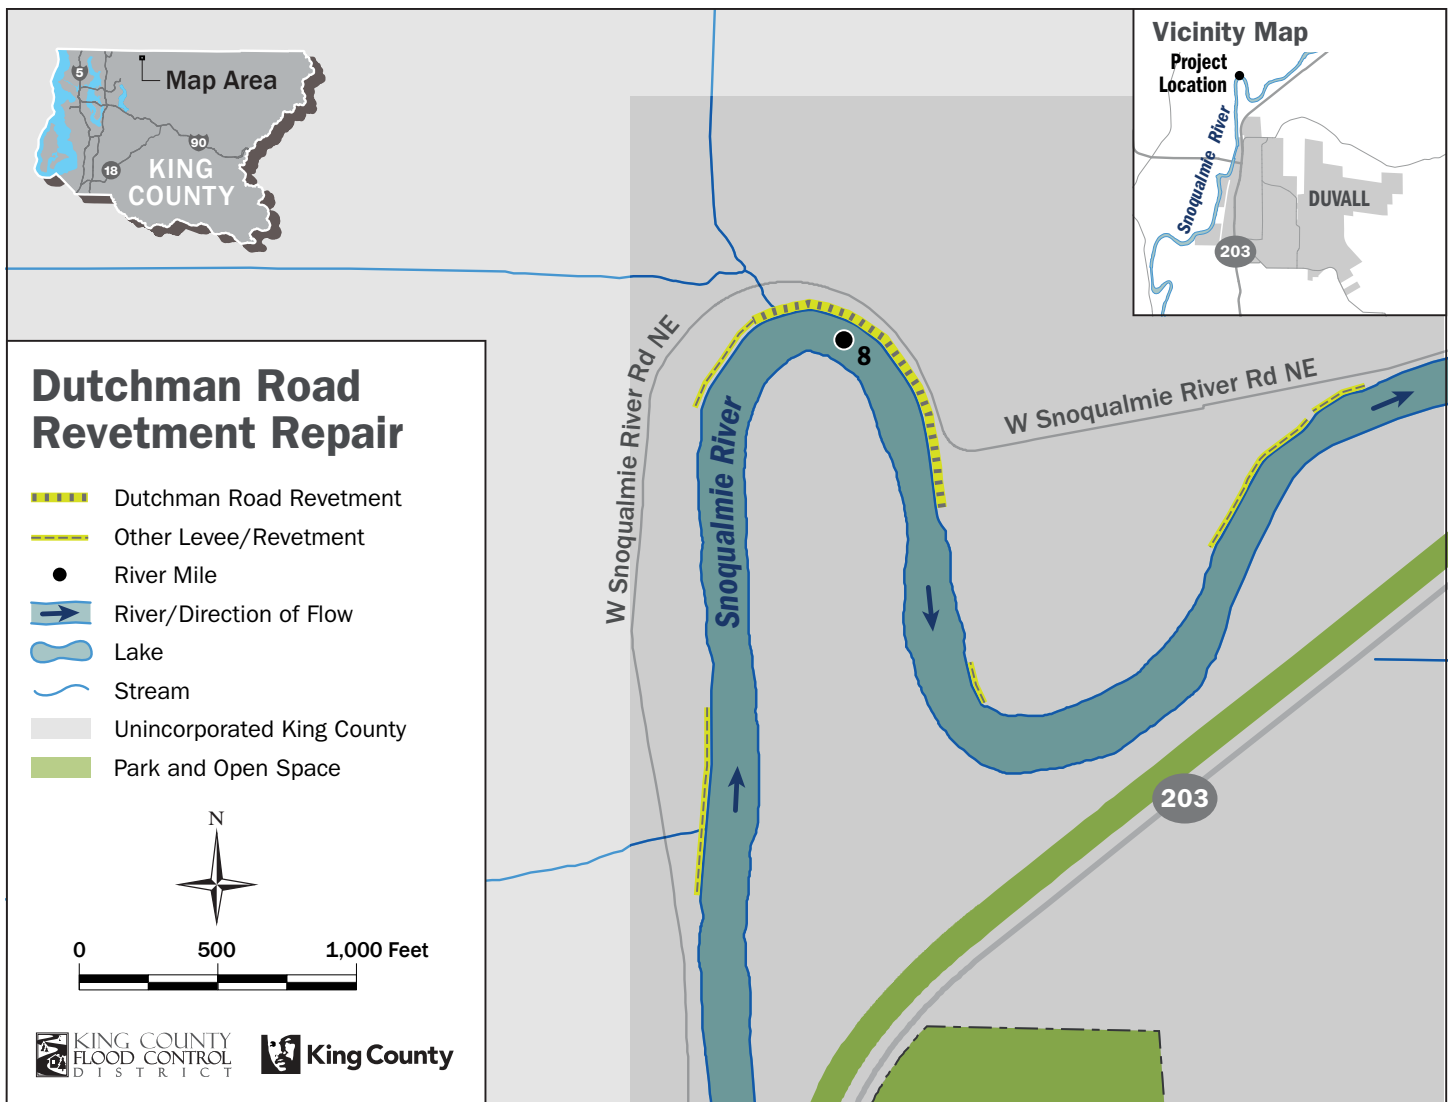 Map Area
5
90
18
KING
COUNTY
Vicinity Map
Project
Location
Snoqualmie River
DUVALL
203
Dutchman Road
Revetment Repair
Dutchman Road Revetment
Other Levee/Revetment
River Mile
River/Direction of Flow
Lake
Stream
Unincorporated King County
Park and Open Space
N
0 500 1,000 Feet
KING COUNTY
FLOOD CONTROL
DISTRICT
King County
W Snoqualmie River Rd NE
8
Snoqualmie River
W Snoqualmie River Rd NE
203